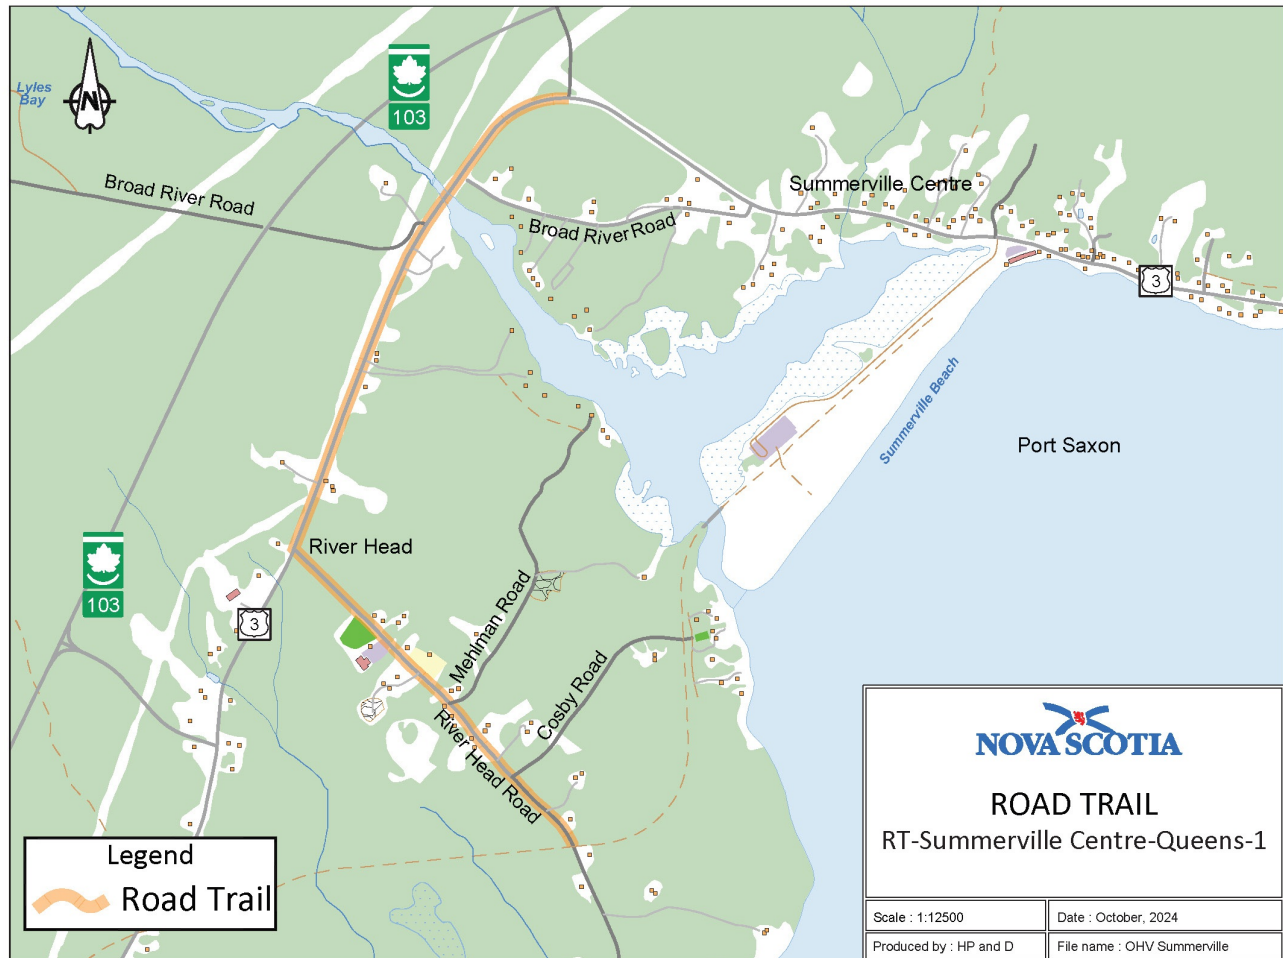 Lyles
Bay
N
103
Broad River Road
Summerville Centre
Broad River Road
3
Summerville Beach
Port Saxon
River Head
103
3
Mehlman Road
Cosby Road
River Head Road
Legend
Road Trail
NOVA SCOTIA
ROAD TRAIL
RT-Summerville Centre-Queens-1
Scale : 1:12500
Date : October, 2024
Produced by : HP and D
File name : OHV Summerville